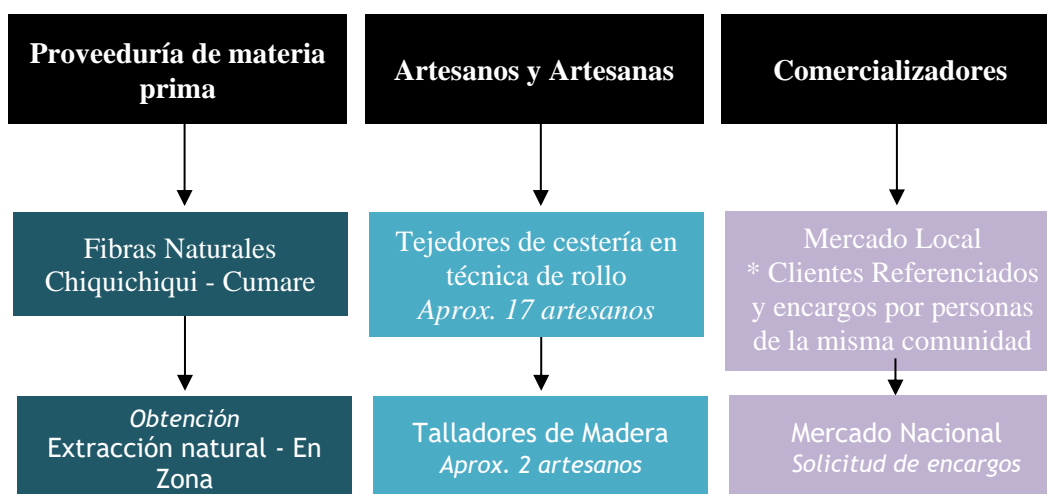 Proveeduría de materia
prima
Artesanos y Artesanas
Comercializadores
Fibras Naturales
Chiquichiqui - Cumare
Tejedores de cestería en
técnica de rollo
Aprox. 17 artesanos
Mercado Local
* Clientes Referenciados
y encargos por personas
de la misma comunidad
Obtención
Extracción natural - En
Zona
Talladores de Madera
Aprox. 2 artesanos
Mercado Nacional
Solicitud de encargos